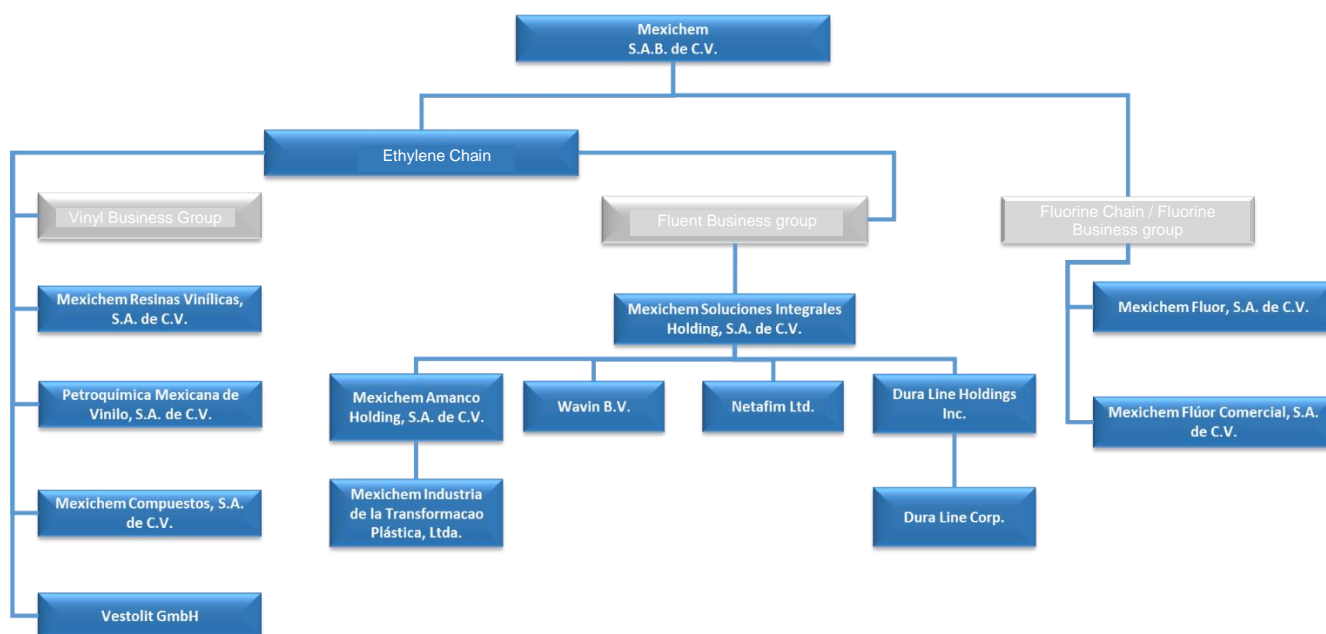 Mexichem
S.A.B. de C.V.
Ethylene Chain
Vinyl Business Group
Fluent Business group
Fluorine Chain / Fluorine
Business group
Mexichem Resinas Vinílicas,
S.A. de C.V.
Mexichem Soluciones Integrales
Holding, S.A. de C.V.
Mexichem Fluor, S.A. de C.V.
Petroquímica Mexicana de
Vinilo, S.A. de C.V.
Mexichem Amanco
Holding, S.A. de C.V.
Wavin B.V.
Netafim Ltd.
Dura Line Holdings
Inc.
Mexichem Flúor Comercial, S.A.
de C.V.
Mexichem Compuestos, S.A.
de C.V.
Mexichem Industria
de la Transformacao
Plástica, Ltda.
Dura Line Corp.
Vestolit GmbH